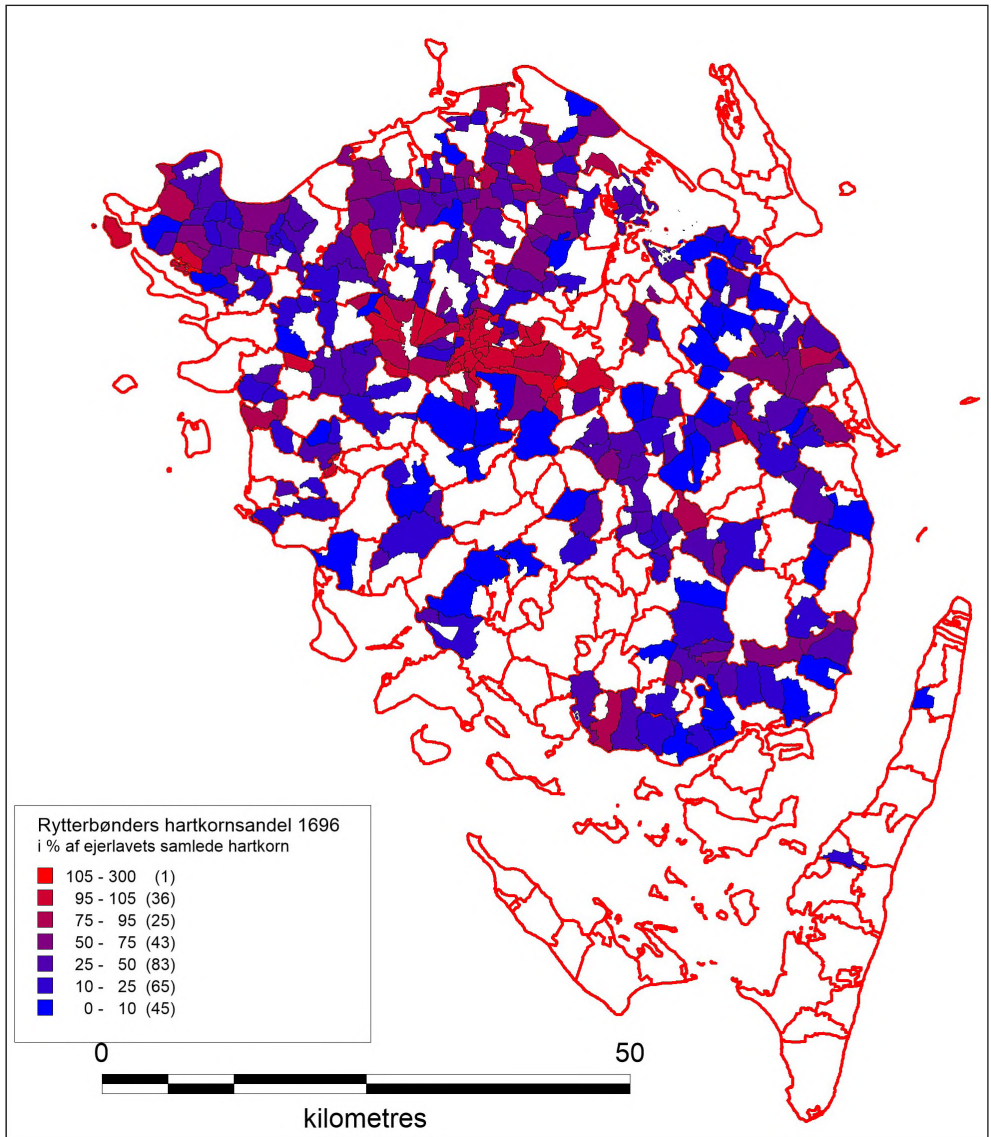 Rytterbønders hartkornsandel 1696
i % af ejerlavets samlede hartkorn
105 - 300 (1)
95 - 105 (36)
75 - 95 (25)
50 - 75 (43)
25 - 50 (83)
10 - 25 (65)
0 - 10 (45)
0 50
kilometres